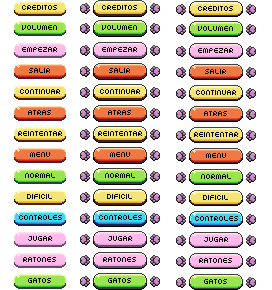 CREDITOS CREDITOS CREDITOS
VOLUMEN VOLUMEN VOLUMEN
EMPEZAR EMPEZAR EMPEZAR
SALIR SALIR SALIR
CONTINUAR CONTINUAR CONTINUAR
ATRAS ATRAS ATRAS
REINTENTAR REINTENTAR REINTENTAR
MENU MENU MENU
NORMAL NORMAL NORMAL
DIFICIL DIFICIL DIFICIL
CONTROLES CONTROLES CONTROLES
JUGAR JUGAR JUGAR
RATONES RATONES RATONES
GATOS GATOS GATOS